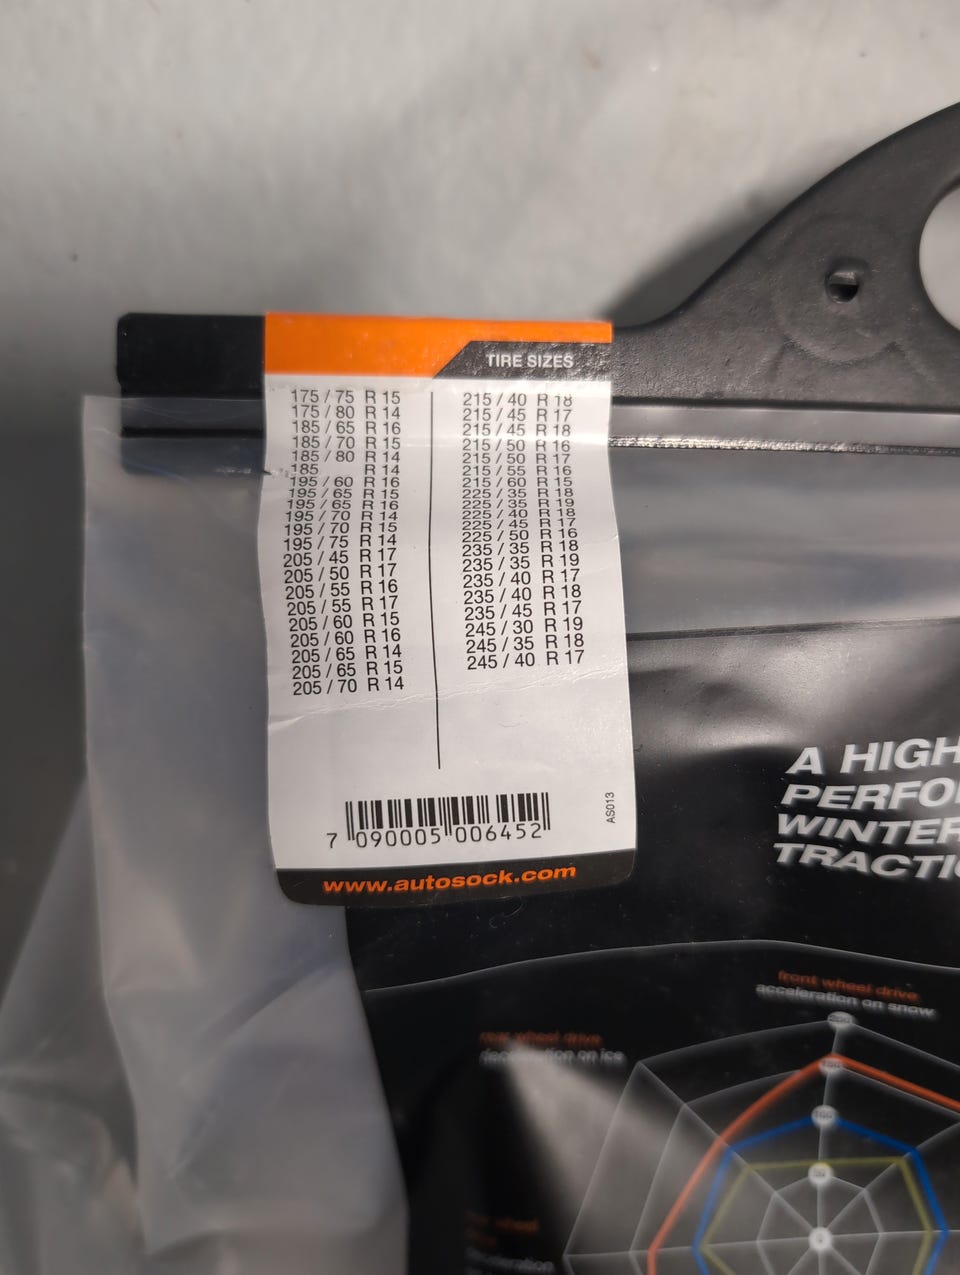 TIRE SIZES
175 / 75 R 15
175 / 80 R 14
185 / 65 R 16
185 / 70 R 15
185 / 80 R 14
185 R 14
195 / 60 R 16
195 / 65 R 15
195 / 65 R 16
195 / 70 R 14
195 / 70 R 15
195 / 75 R 14
205 / 45 R 17
205 / 50 R 17
205 / 55 R 16
205 / 55 R 17
205 / 60 R 15
205 / 60 R 16
205 / 65 R 14
205 / 65 R 15
205 / 70 R 14
215 / 40 R 18
215 / 45 R 17
215 / 45 R 18
215 / 50 R 16
215 / 50 R 17
215 / 55 R 16
215 / 60 R 15
225 / 35 R 18
225 / 35 R 19
225 / 40 R 18
225 / 45 R 17
225 / 50 R 16
235 / 35 R 18
235 / 35 R 19
235 / 40 R 17
235 / 40 R 18
235 / 45 R 17
245 / 30 R 19
245 / 35 R 18
245 / 40 R 17
7 090005 006452
AS013
www.autosock.com
A HIGH
PERFO
WINTER
TRACTI
front wheel drive
acceleration on snow
rear wheel drive
deceleration on ice
100
50
0
wheel